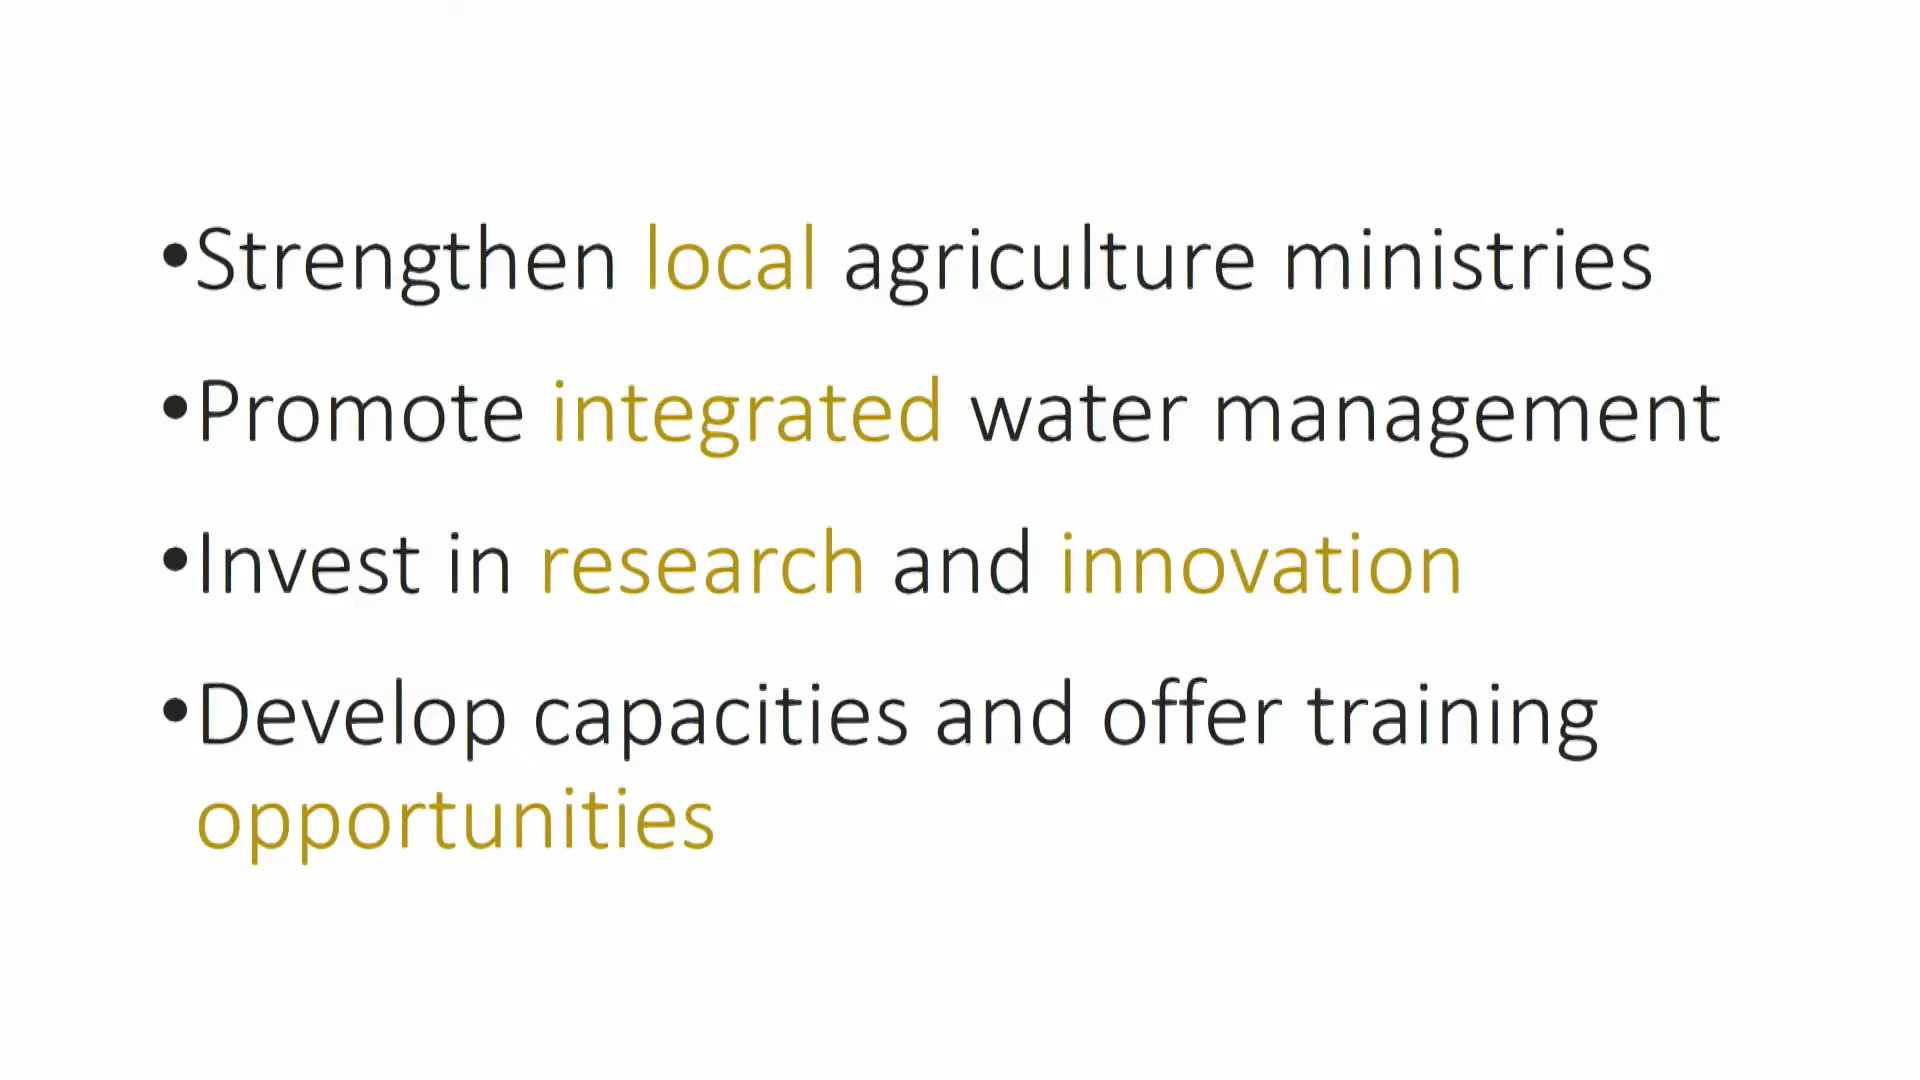 •Strengthen local agriculture ministries
•Promote integrated water management
•Invest in research and innovation
•Develop capacities and offer training
opportunities